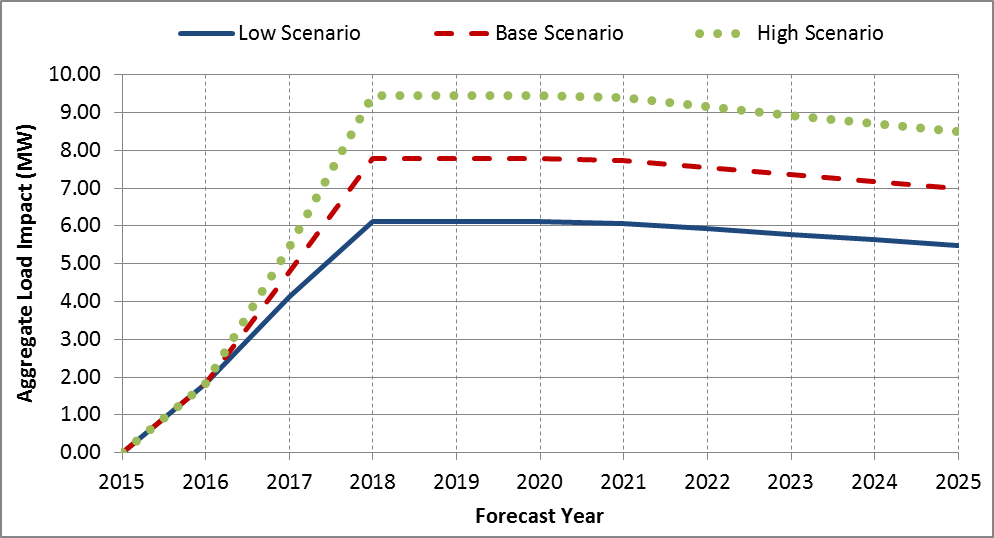 Low Scenario Base Scenario High Scenario
Aggregate Load Impact (MW)
10.00
9.00
8.00
7.00
6.00
5.00
4.00
3.00
2.00
1.00
0.00
2015 2016 2017 2018 2019 2020 2021 2022 2023 2024 2025
Forecast Year